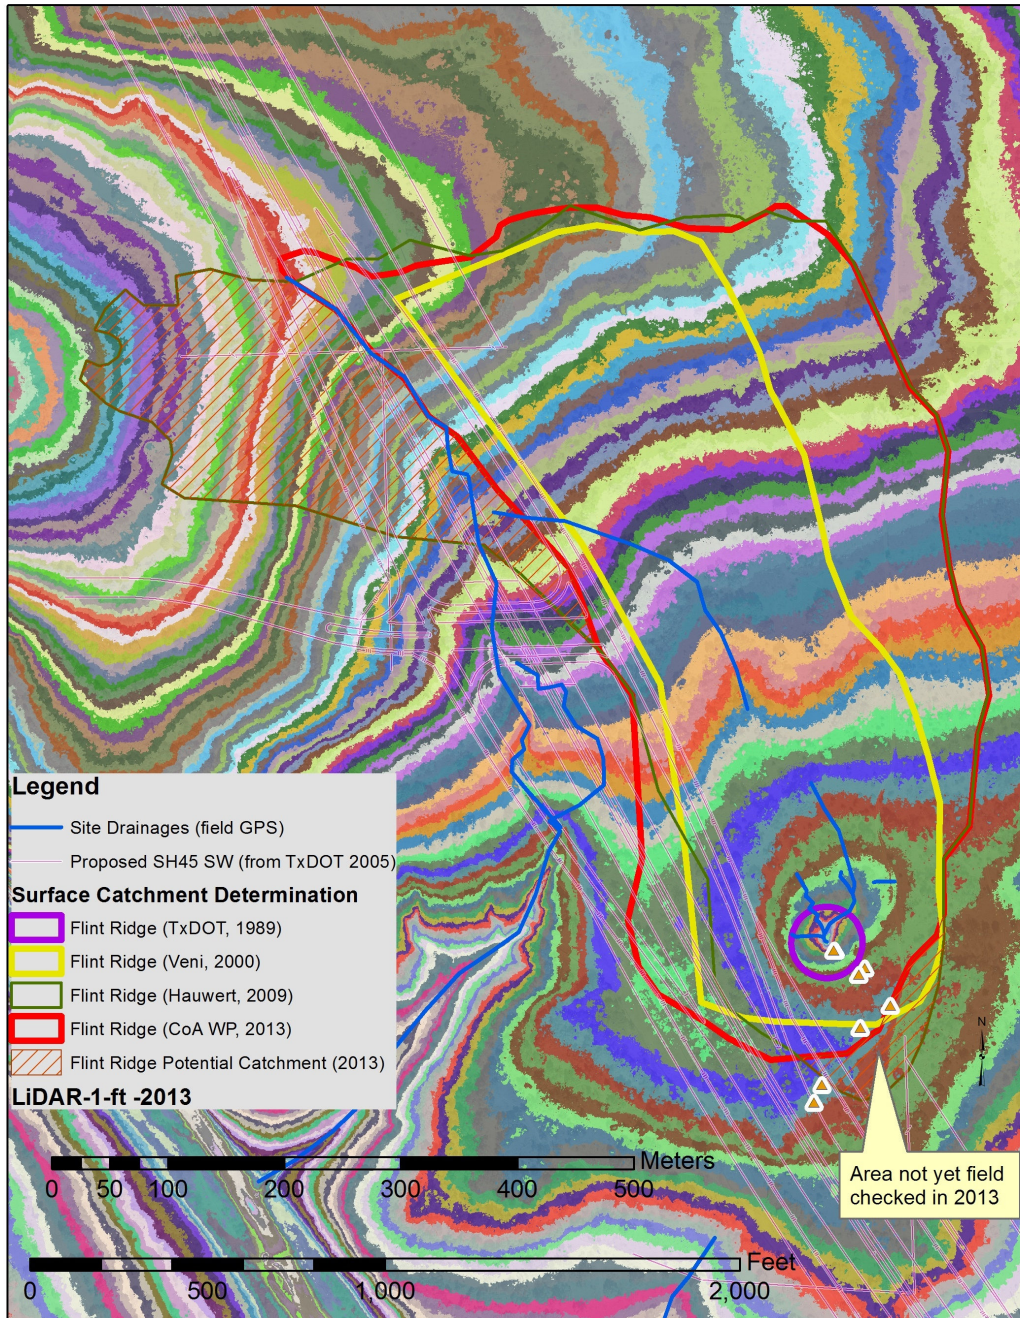 Legend
Site Drainages (field GPS)
Proposed SH45 SW (from TxDOT 2005)
Surface Catchment Determination
Flint Ridge (TxDOT, 1989)
Flint Ridge (Veni, 2000)
Flint Ridge (Hauwert, 2009)
Flint Ridge (CoA WP, 2013)
Flint Ridge Potential Catchment (2013)
LiDAR-1-ft -2013
N
Area not yet field
checked in 2013
Meters
0 50 100 200 300 400 500
Feet
0 500 1,000 2,000